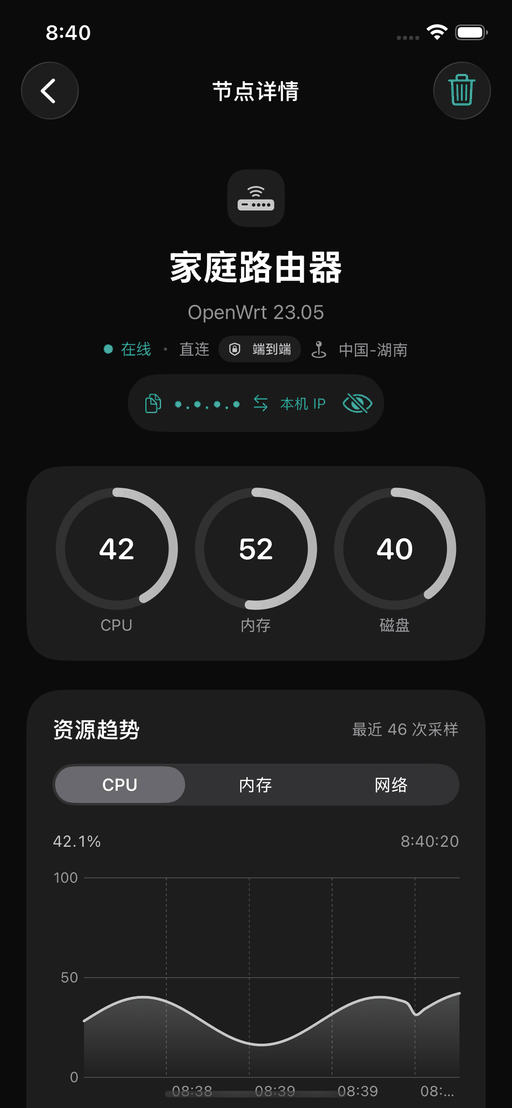 8:40
节点详情
家庭路由器
OpenWrt 23.05
在线 · 直连 端到端 中国-湖南
•.•.•.• 本机 IP
42 52 40
CPU 内存 磁盘
资源趋势 最近 46 次采样
CPU 内存 网络
42.1% 8:40:20
100
50
0
08:38 08:39 08:39 08:...